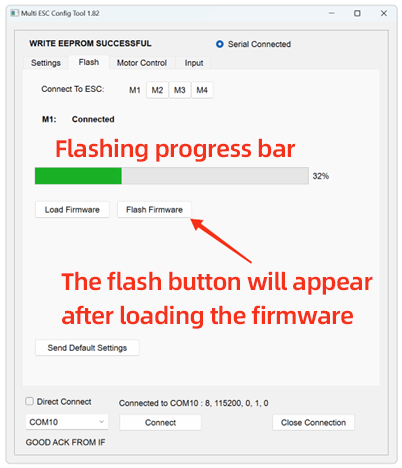 Multi ESC Config Tool 1.82
WRITE EEPROM SUCCESSFUL
Serial Connected
Settings Flash Motor Control Input
Connect To ESC: M1 M2 M3 M4
M1: Connected
Flashing progress bar
32%
Load Firmware Flash Firmware
The flash button will appear
after loading the firmware
Send Default Settings
Direct Connect Connected to COM10 : 8, 115200, 0, 1, 0
COM10 Connect Close Connection
GOOD ACK FROM IF